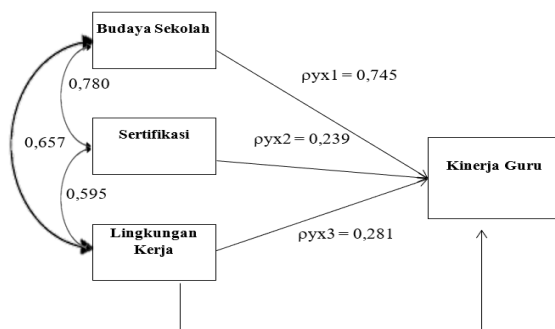 Budaya Sekolah
ρyx1 = 0,745
0,780
Sertifikasi
ρyx2 = 0,239
0,657
Kinerja Guru
0,595
Lingkungan
Kerja
ρyx3 = 0,281